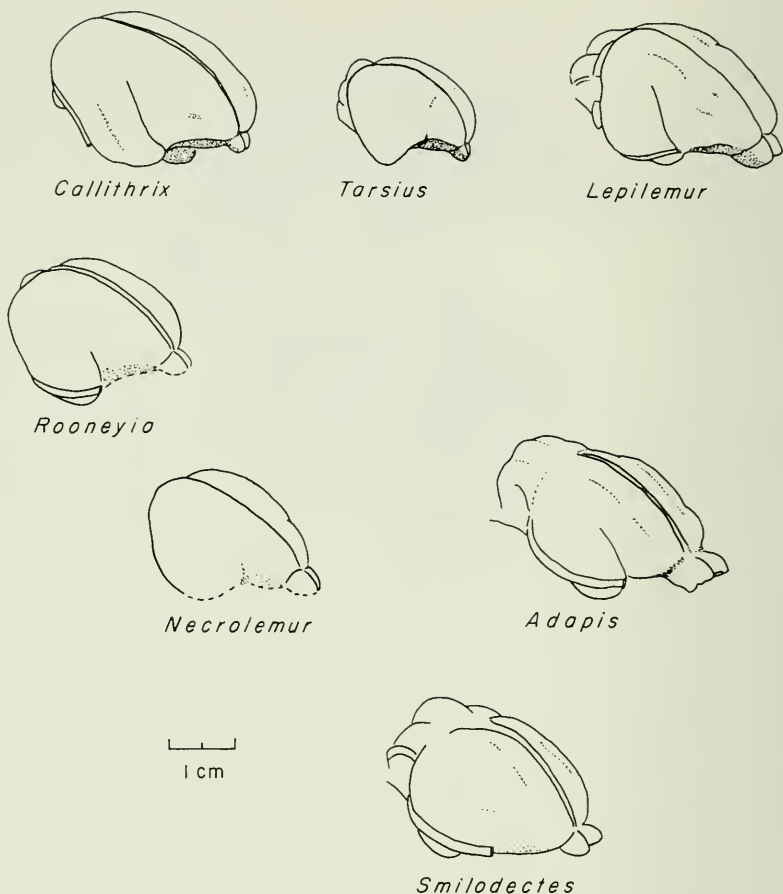 Callithrix
Tarsius
Lepilemur
Rooneyia
Necrolemur
Adapis
1 cm
Smilodectes